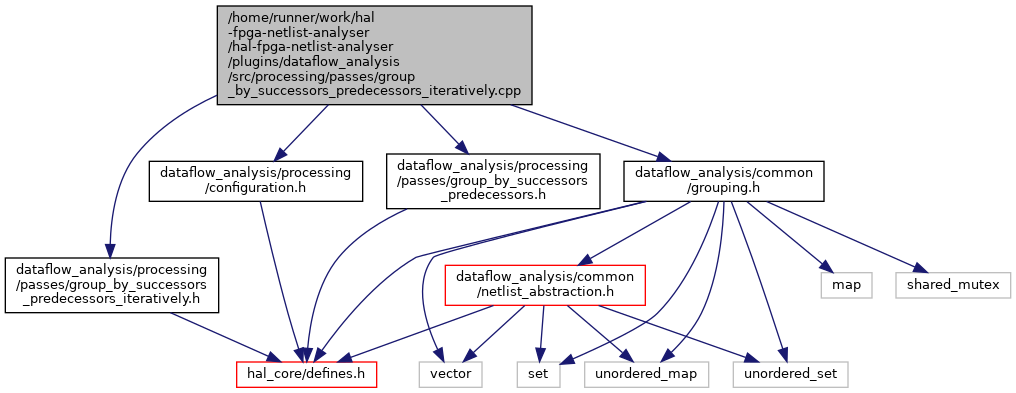 /home/runner/work/hal
-fpga-netlist-analyser
/hal-fpga-netlist-analyser
/plugins/dataflow_analysis
/src/processing/passes/group
_by_successors_predecessors_iteratively.cpp
dataflow_analysis/processing
/configuration.h
dataflow_analysis/processing
/passes/group_by_successors
_predecessors.h
dataflow_analysis/common
/grouping.h
dataflow_analysis/processing
/passes/group_by_successors
_predecessors_iteratively.h
dataflow_analysis/common
/netlist_abstraction.h
map
shared_mutex
hal_core/defines.h
vector
set
unordered_map
unordered_set